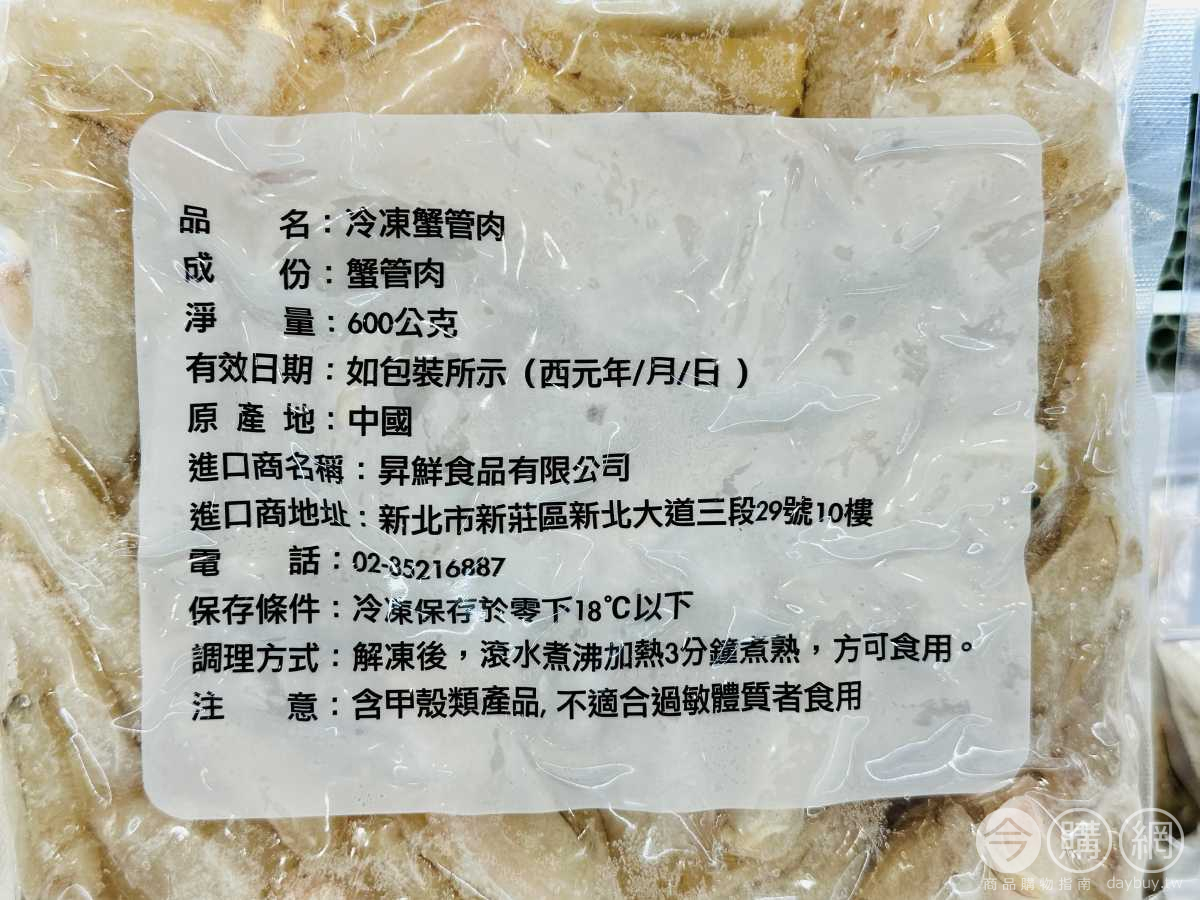 品名：冷凍蟹管肉
成份：蟹管肉
淨量：600公克
有效日期：如包裝所示（西元年/月/日 ）
原產地：中國
進口商名稱：昇鮮食品有限公司
進口商地址：新北市新莊區新北大道三段29號10樓
電話：02-85216887
保存條件：冷凍保存於零下18℃以下
調理方式：解凍後，滾水煮沸加熱3分鐘煮熟，方可食用。
注意：含甲殼類產品, 不適合過敏體質者食用
今購網
商品購物指南 daybuy.tw